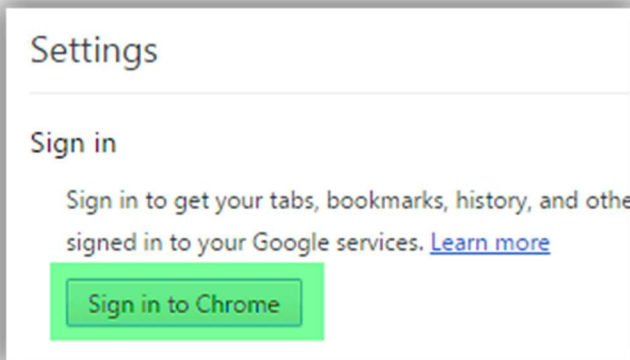 Settings
Sign in
Sign in to get your tabs, bookmarks, history, and othe
signed in to your Google services. Learn more
Sign in to Chrome